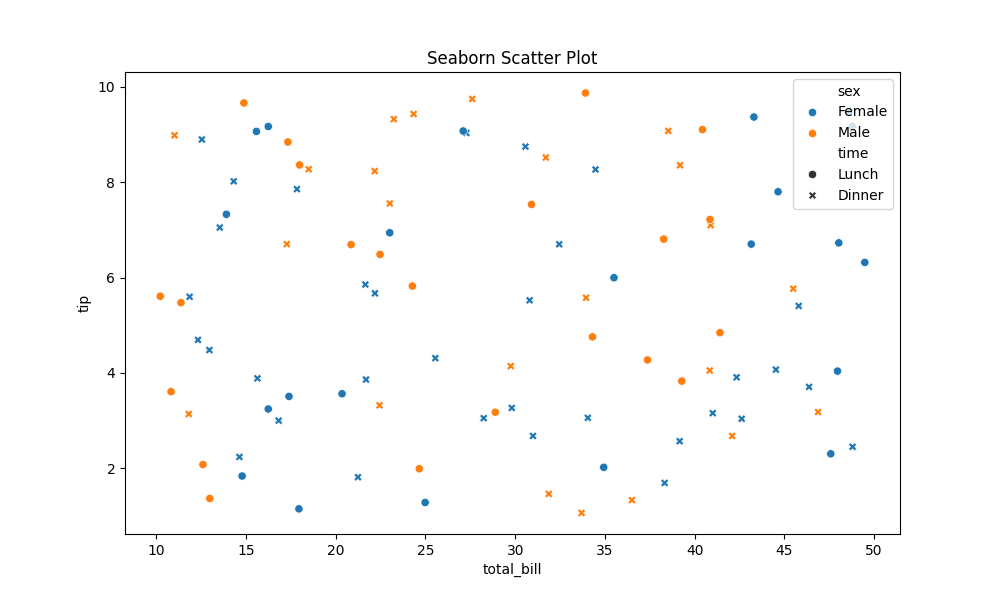 Seaborn Scatter Plot
sex
Female
Male
time
Lunch
Dinner
10
8
6
4
2
tip
10 15 20 25 30 35 40 45 50
total_bill